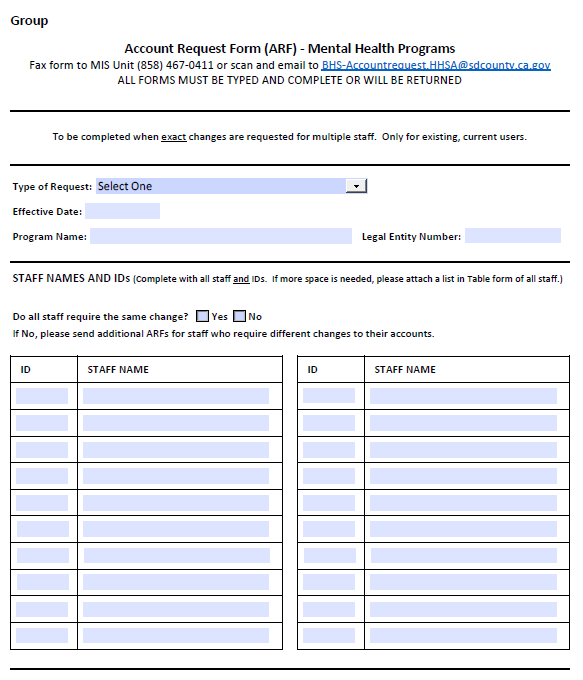 Group
Account Request Form (ARF) - Mental Health Programs
Fax form to MIS Unit (858) 467-0411 or scan and email to BHS-Accountrequest.HHSA@sdcounty.ca.gov
ALL FORMS MUST BE TYPED AND COMPLETE OR WILL BE RETURNED
To be completed when exact changes are requested for multiple staff. Only for existing, current users.
Type of Request: Select One
Effective Date:
Program Name: Legal Entity Number:
STAFF NAMES AND IDs (Complete with all staff and IDs. If more space is needed, please attach a list in Table form of all staff.)
Do all staff require the same change? Yes No
If No, please send additional ARFs for staff who require different changes to their accounts.
ID STAFF NAME ID STAFF NAME